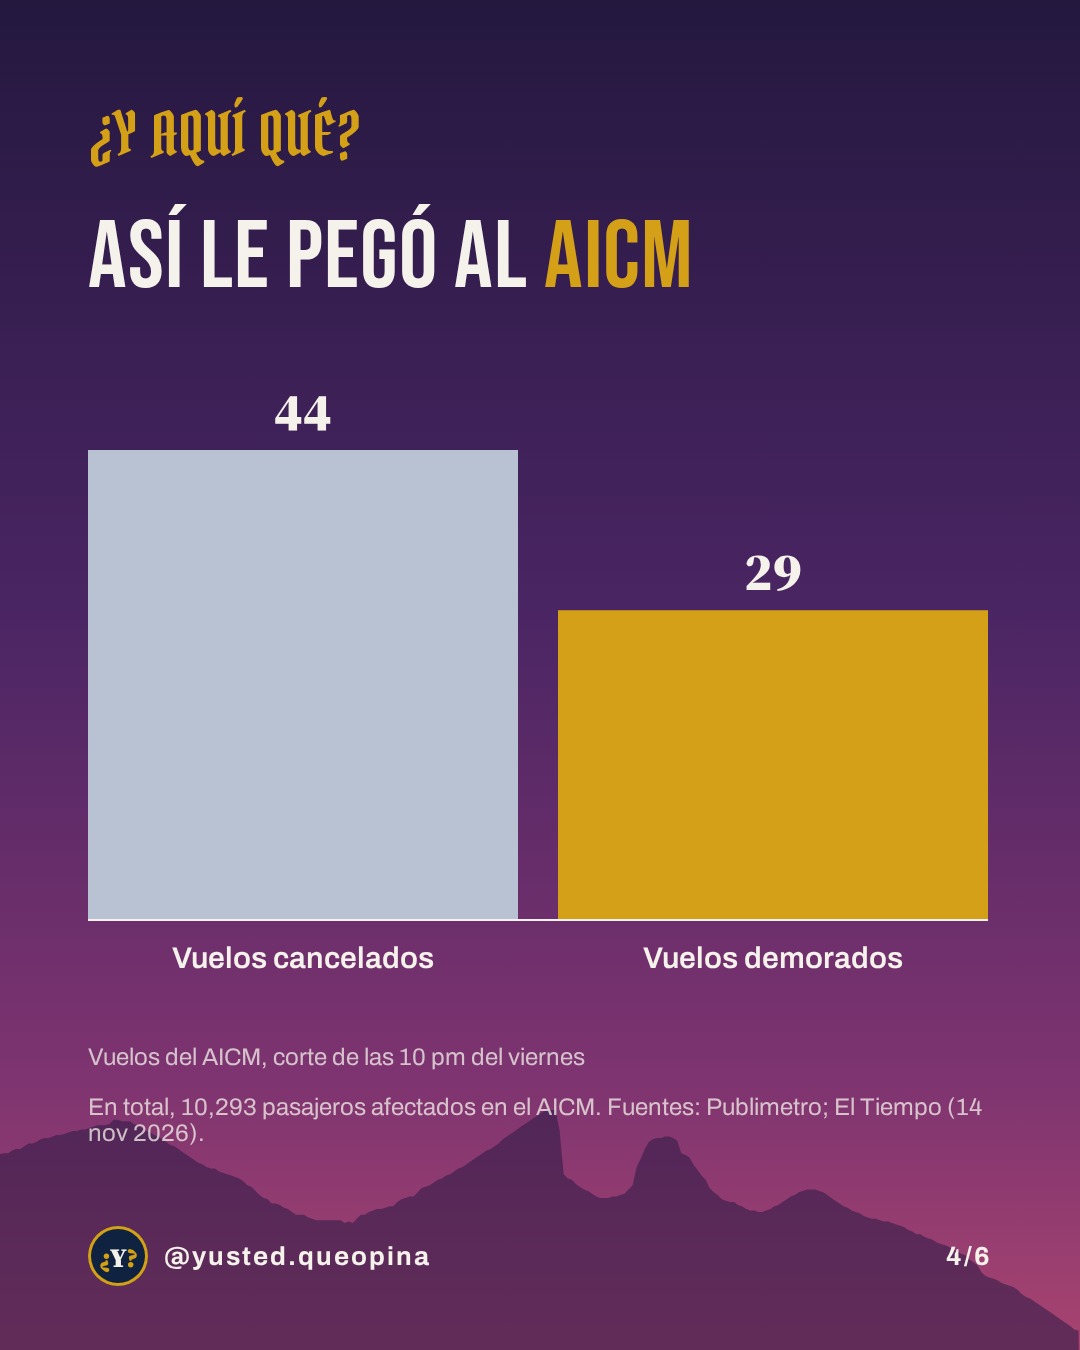 ¿Y AQUÍ QUÉ?
ASÍ LE PEGÓ AL AICM
44
29
Vuelos cancelados
Vuelos demorados
Vuelos del AICM, corte de las 10 pm del viernes
En total, 10,293 pasajeros afectados en el AICM. Fuentes: Publimetro; El Tiempo (14
nov 2026).
¿Y?
@yusted.queopina
4/6